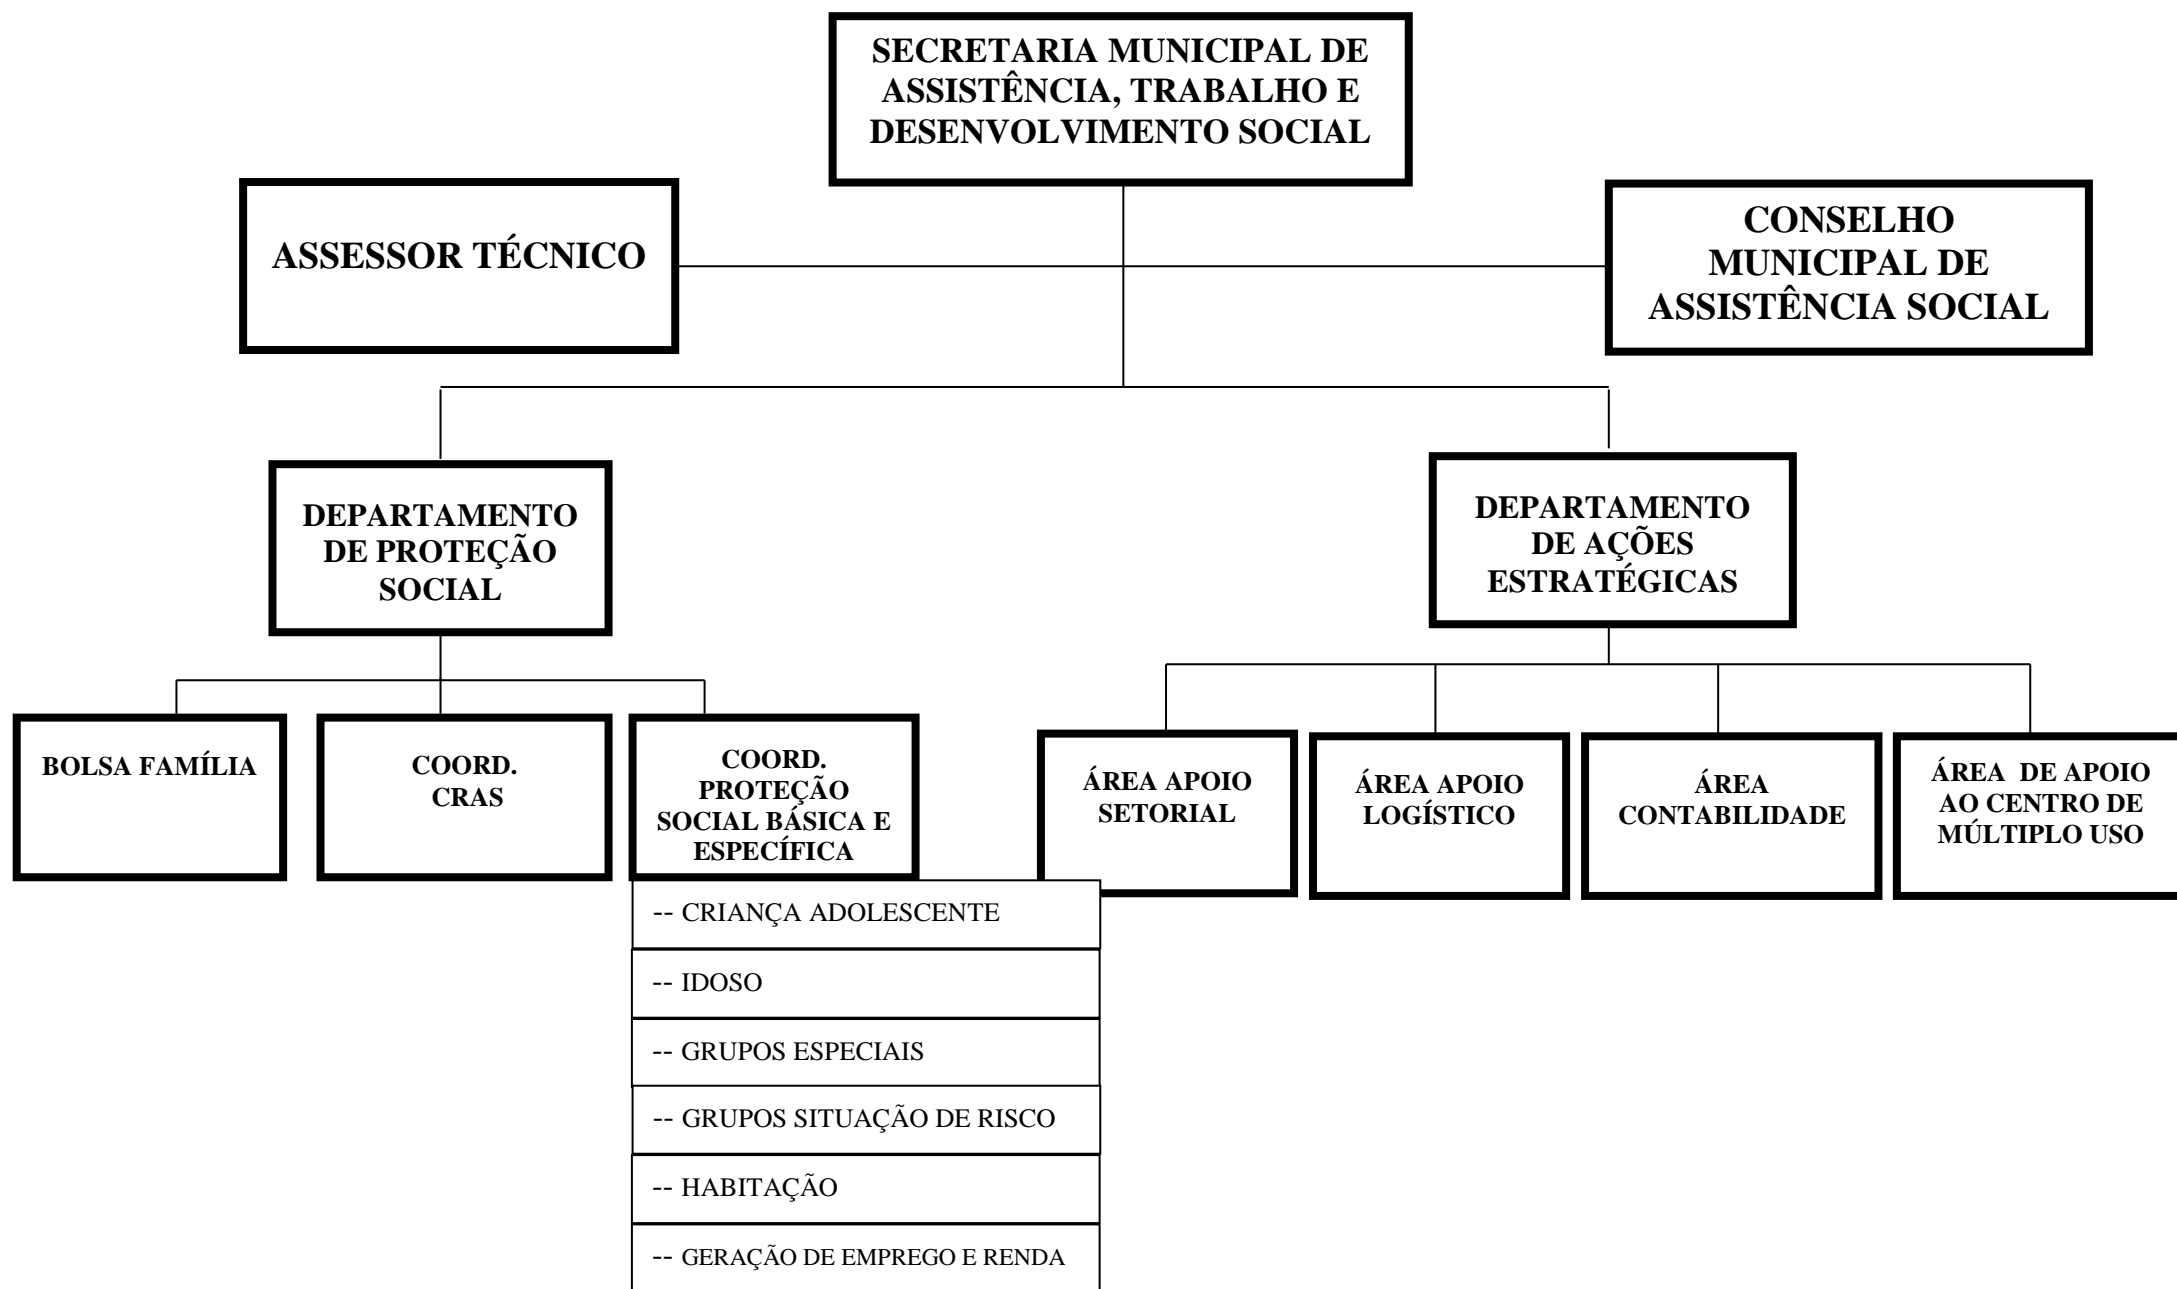 SECRETARIA MUNICIPAL DE
ASSISTÊNCIA, TRABALHO E
DESENVOLVIMENTO SOCIAL
ASSESSOR TÉCNICO
CONSELHO
MUNICIPAL DE
ASSISTÊNCIA SOCIAL
DEPARTAMENTO
DE PROTEÇÃO
SOCIAL
DEPARTAMENTO
DE AÇÕES
ESTRATÉGICAS
BOLSA FAMÍLIA
COORD.
CRAS
COORD.
PROTEÇÃO
SOCIAL BÁSICA E
ESPECÍFICA
ÁREA APOIO
SETORIAL
ÁREA APOIO
LOGÍSTICO
ÁREA
CONTABILIDADE
ÁREA DE APOIO
AO CENTRO DE
MÚLTIPLO USO
-- CRIANÇA ADOLESCENTE
-- IDOSO
-- GRUPOS ESPECIAIS
-- GRUPOS SITUAÇÃO DE RISCO
-- HABITAÇÃO
-- GERAÇÃO DE EMPREGO E RENDA